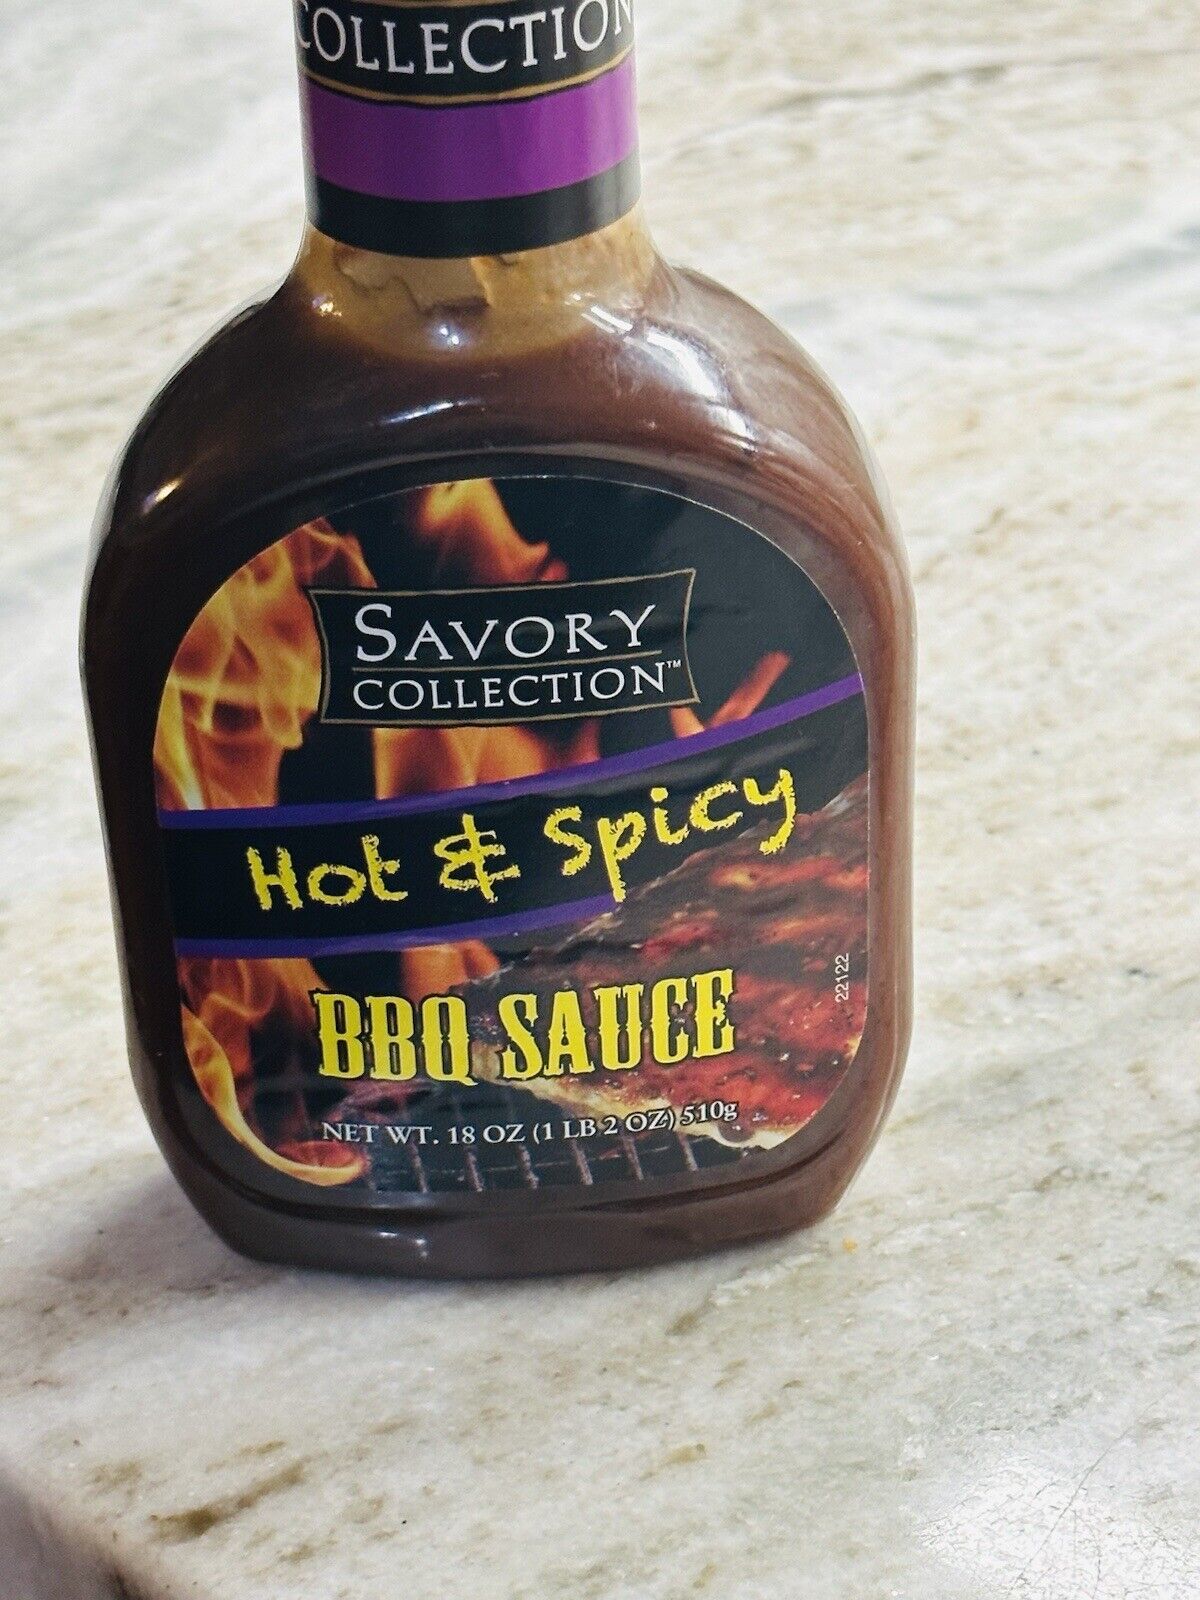 COLLECTION
SAVORY
COLLECTION™
Hot & Spicy
BBQ SAUCE
22122
NET WT. 18 OZ (1 LB 2 OZ) 510g